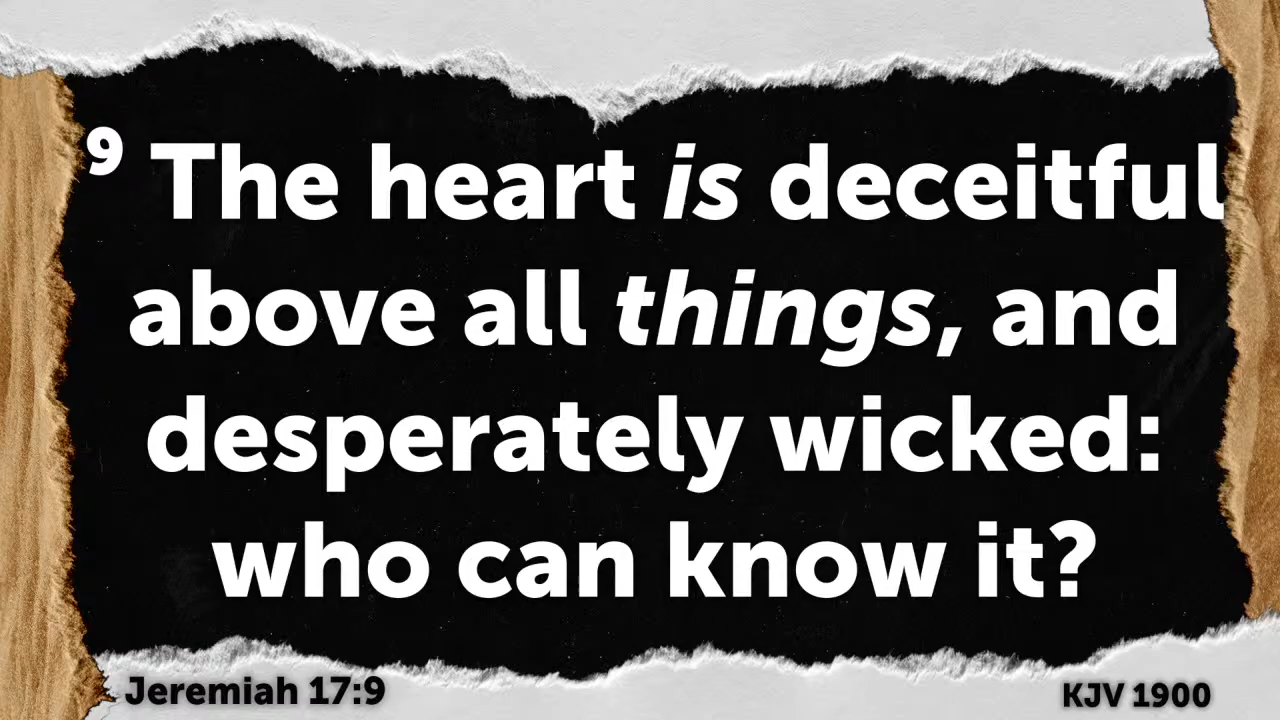 ⁹ The heart is deceitful
above all things, and
desperately wicked:
who can know it?
Jeremiah 17:9
KJV 1900